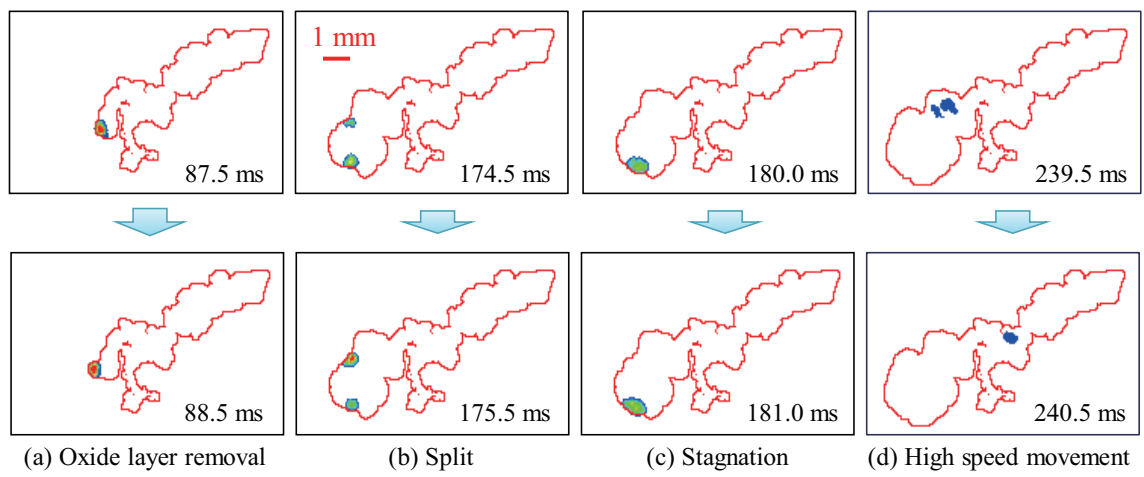 1 mm
87.5 ms
174.5 ms
180.0 ms
239.5 ms
88.5 ms
175.5 ms
181.0 ms
240.5 ms
(a) Oxide layer removal
(b) Split
(c) Stagnation
(d) High speed movement